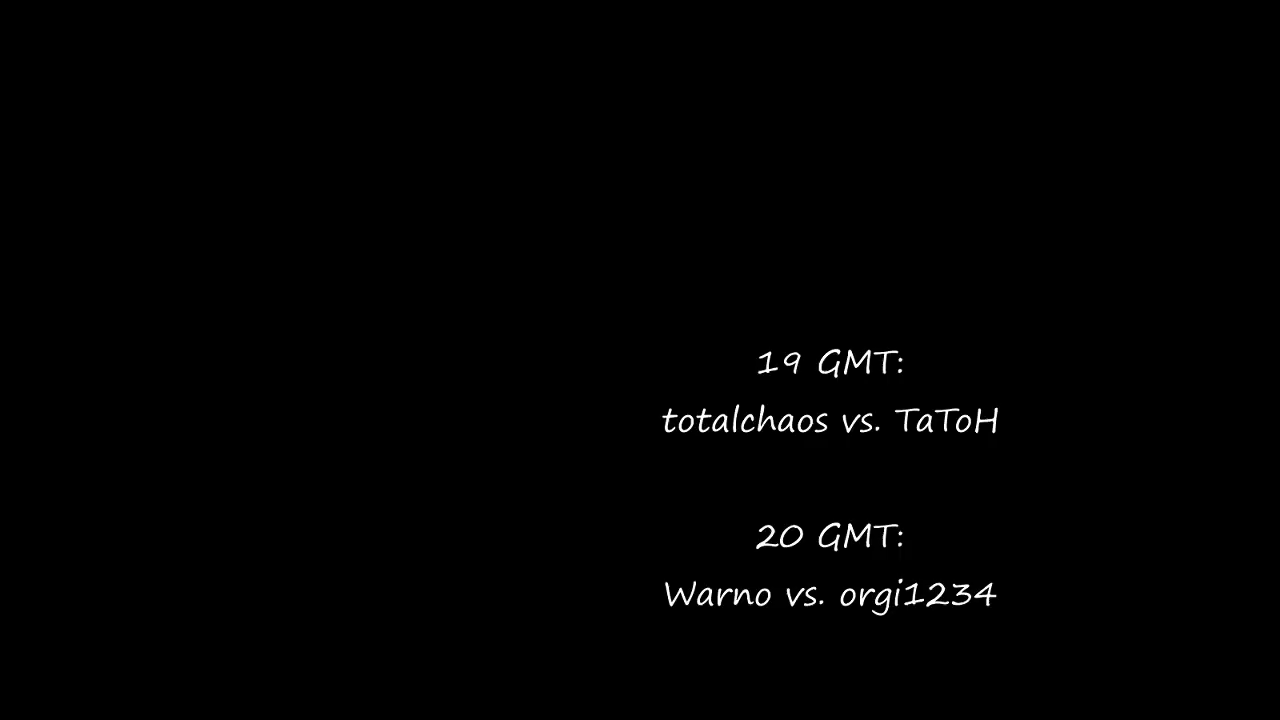 19 GMT:
totalchaos vs. TaToH
20 GMT:
Warno vs. orgi1234